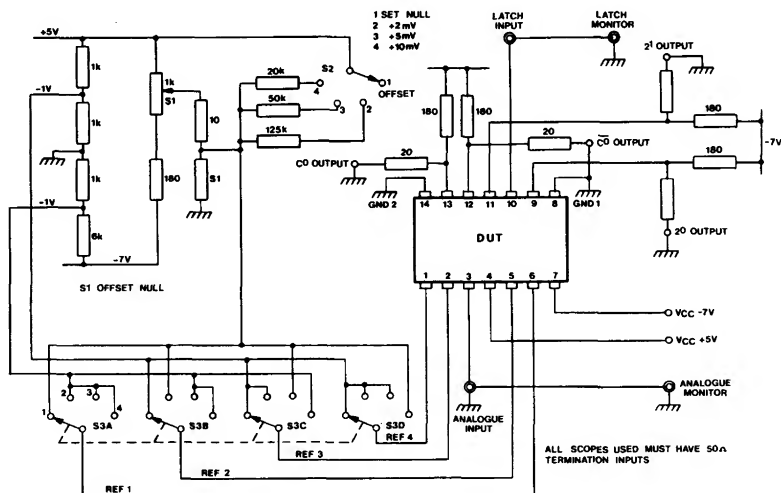 1 SET NULL
2 +2mV
3 +5mV
4 +10mV
LATCH INPUT
LATCH MONITOR
+5V
1k
-1V
1k
1k
-1V
6k
-7V
1k
S1
10
180
S1
S1 OFFSET NULL
20k
50k
125k
S2
4
3
2
1
OFFSET
180
180
20
C0 OUTPUT
20
C0 OUTPUT
2¹ OUTPUT
180
-7V
180
2⁰ OUTPUT
GND 2
GND 1
14 13 12 11 10 9 8
DUT
1 2 3 4 5 6 7
VCC -7V
VCC +5V
ANALOGUE INPUT
ANALOGUE MONITOR
1 2 3 4
S3A
S3B
S3C
S3D
REF 4
REF 3
REF 2
REF 1
ALL SCOPES USED MUST HAVE 50Ω
TERMINATION INPUTS